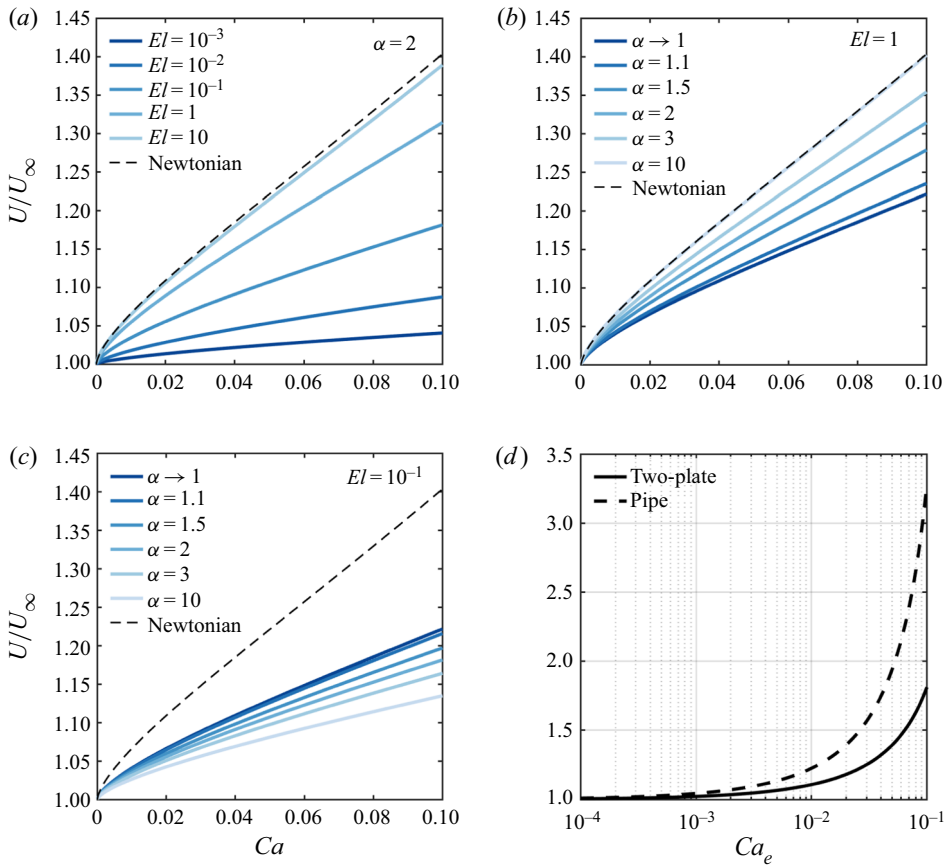 (a)
1.45
1.40
1.35
1.30
1.25
1.20
1.15
1.10
1.05
1.00
U/U∞
El = 10⁻³
El = 10⁻²
El = 10⁻¹
El = 1
El = 10
Newtonian
α = 2
0 0.02 0.04 0.06 0.08 0.10
(b)
1.45
1.40
1.35
1.30
1.25
1.20
1.15
1.10
1.05
1.00
α → 1
α = 1.1
α = 1.5
α = 2
α = 3
α = 10
Newtonian
El = 1
0 0.02 0.04 0.06 0.08 0.10
(c)
1.45
1.40
1.35
1.30
1.25
1.20
1.15
1.10
1.05
1.00
U/U∞
α → 1
α = 1.1
α = 1.5
α = 2
α = 3
α = 10
Newtonian
El = 10⁻¹
0 0.02 0.04 0.06 0.08 0.10
Ca
(d)
3.5
3.0
2.5
2.0
1.5
1.0
Two-plate
Pipe
10⁻⁴ 10⁻³ 10⁻² 10⁻¹
Caₑ